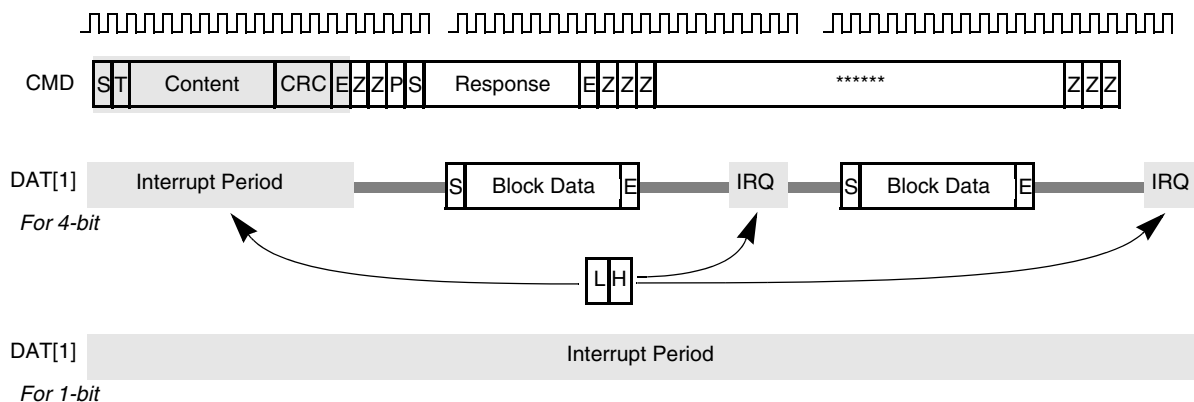 CMD S T Content CRC E Z Z P S Response E Z Z Z ****** Z Z Z
DAT[1] Interrupt Period S Block Data E IRQ S Block Data E IRQ
For 4-bit
L H
DAT[1] Interrupt Period
For 1-bit